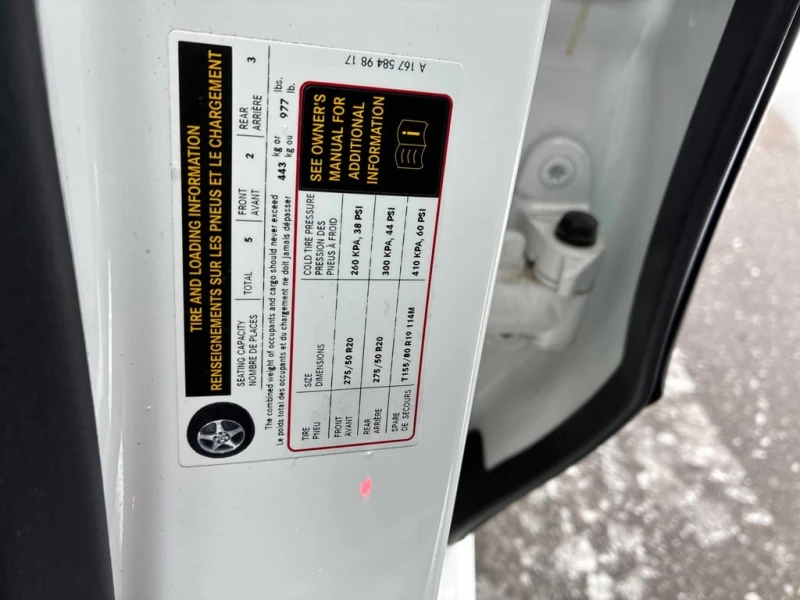 TIRE AND LOADING INFORMATION
RENSEIGNEMENTS SUR LES PNEUS ET LE CHARGEMENT
SEATING CAPACITY TOTAL 5 FRONT 2 REAR 3
NOMBRE DE PLACES AVANT ARRIÈRE
The combined weight of occupants and cargo should never exceed 443 kg or 977 lbs.
Le poids total des occupants et du chargement ne doit jamais dépasser kg ou lb.
TIRE SIZE COLD TIRE PRESSURE
PNEU DIMENSIONS PRESSION DES
PNEUS À FROID
FRONT 275/50 R20 260 KPA, 38 PSI
AVANT
REAR 275/50 R20 300 KPA, 44 PSI
ARRIÈRE
SPARE T155/80 R19 114M 410 KPA, 60 PSI
DE SECOURS
SEE OWNER'S
MANUAL FOR
ADDITIONAL
INFORMATION
i
A 167 584 98 17